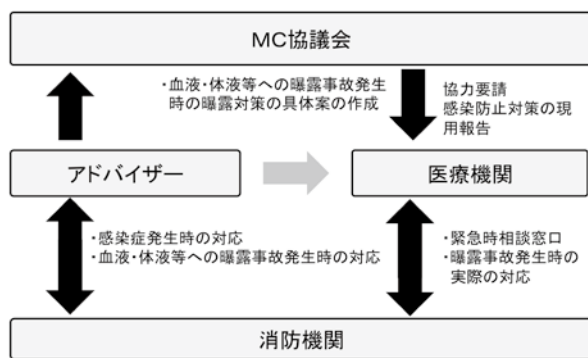 MC協議会
・血液・体液等への曝露事故発生
時の曝露対策の具体案の作成
協力要請
感染防止対策の現
用報告
アドバイザー
医療機関
・感染症発生時の対応
・血液・体液等への曝露事故発生時の対応
・緊急時相談窓口
・曝露事故発生時の
実際の対応
消防機関